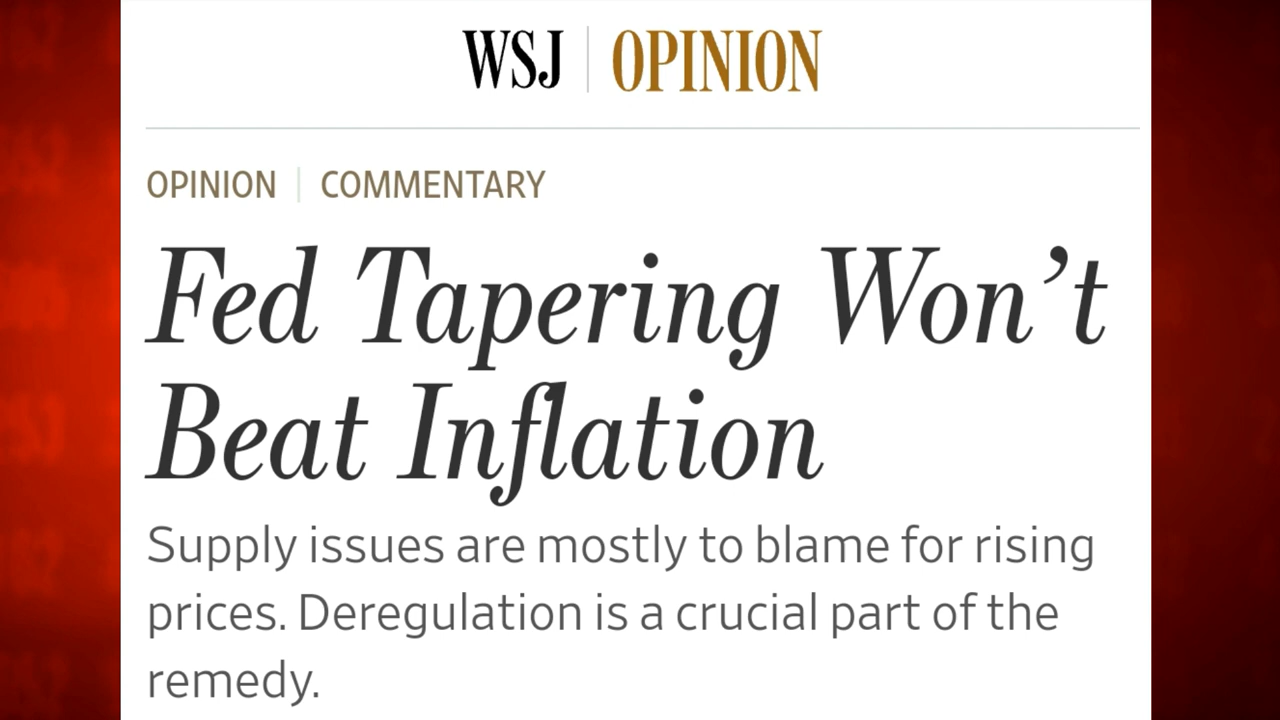 WSJ | OPINION
OPINION | COMMENTARY
Fed Tapering Won’t
Beat Inflation
Supply issues are mostly to blame for rising
prices. Deregulation is a crucial part of the
remedy.